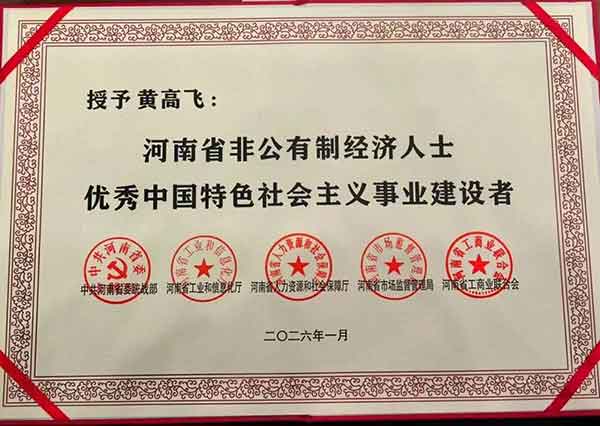 授予 黄高飞：
河南省非公有制经济人士
优秀中国特色社会主义事业建设者
中共河南省委统战部 河南省工业和信息化厅 河南省人力资源和社会保障厅 河南省市场监督管理局 河南省工商业联合会
二〇二六年一月